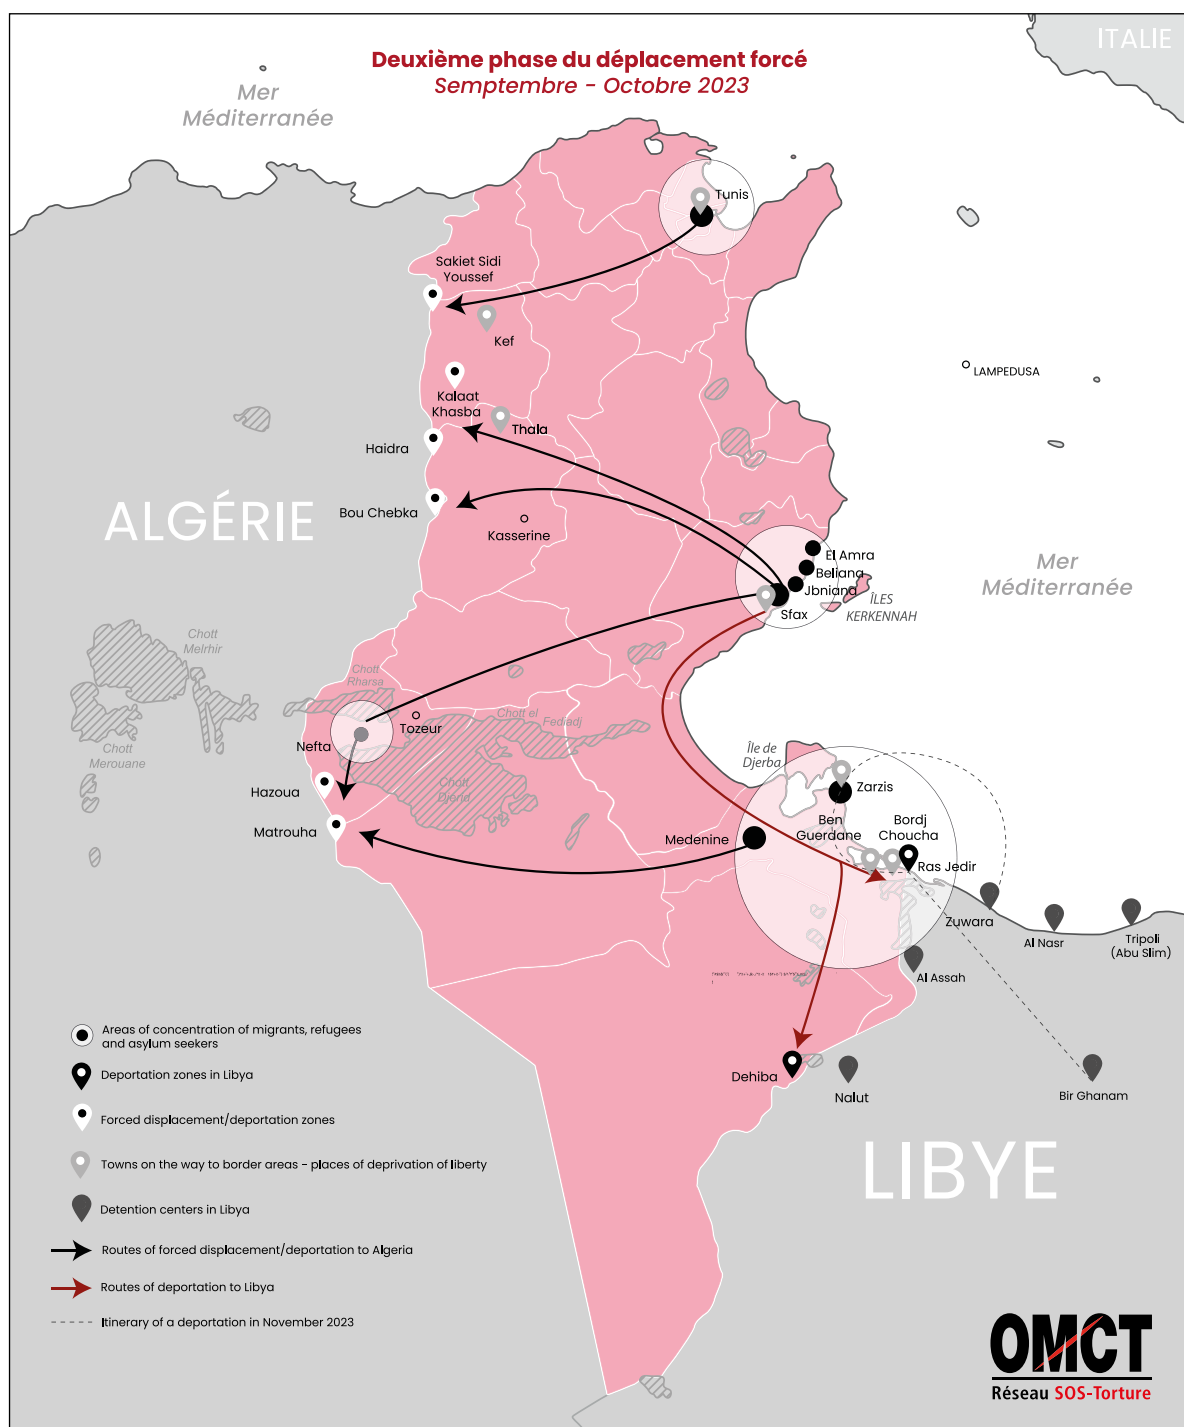 Deuxième phase du déplacement forcé
Semptembre - Octobre 2023
ITALIE
Mer
Méditerranée
Tunis
Sakiet Sidi
Youssef
Kef
LAMPEDUSA
Kalaat
Khasba
Thala
Haidra
ALGÉRIE
Bou Chebka
Kasserine
El Amra
Beliana
Jbniana
Sfax
ÎLES
KERKENNAH
Mer
Méditerranée
Chott
Melrhir
Chott
Rharsa
Chott el
Fediadj
Tozeur
Nefta
Chott
Merouane
Chott
Djerid
Hazoua
Matrouha
Île de
Djerba
Zarzis
Ben
Guerdane
Bordj
Choucha
Medenine
Ras Jedir
Zuwara
Al Nasr
Tripoli
(Abu Slim)
Al Assah
Dehiba
Nalut
Bir Ghanam
LIBYE
Areas of concentration of migrants, refugees
and asylum seekers
Deportation zones in Libya
Forced displacement/deportation zones
Towns on the way to border areas - places of deprivation of liberty
Detention centers in Libya
Routes of forced displacement/deportation to Algeria
Routes of deportation to Libya
Itinerary of a deportation in November 2023
OMCT
Réseau SOS-Torture